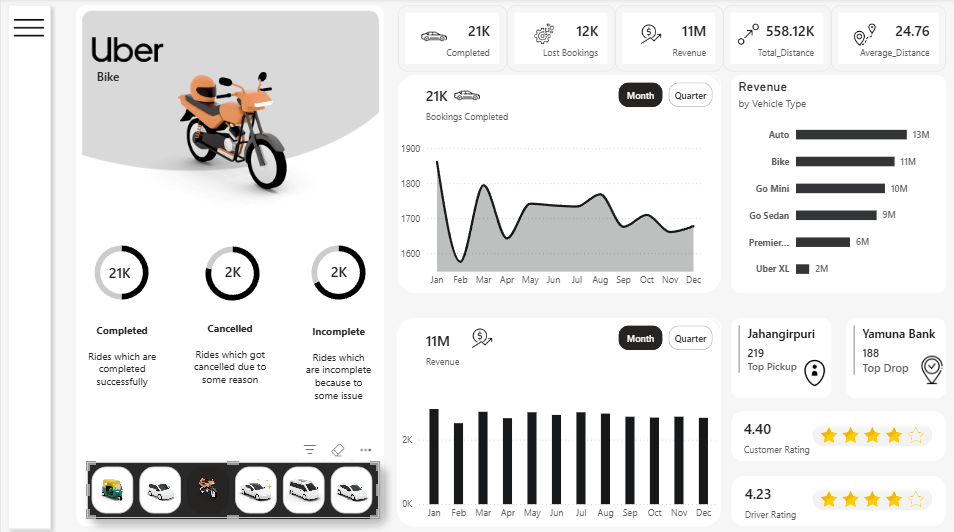 Uber
Bike
21K
Completed
12K
Lost Bookings
11M
Revenue
558.12K
Total_Distance
24.76
Average_Distance
21K
Bookings Completed
Month
Quarter
1900
1800
1700
1600
Jan Feb Mar Apr May Jun Jul Aug Sep Oct Nov Dec
Revenue
by Vehicle Type
Auto 13M
Bike 11M
Go Mini 10M
Go Sedan 9M
Premier... 6M
Uber XL 2M
21K
2K
2K
Completed
Rides which are
completed
successfully
Cancelled
Rides which got
cancelled due to
some reason
Incomplete
Rides which
are incomplete
because to
some issue
11M
Revenue
Month
Quarter
2K
0K
Jan Feb Mar Apr May Jun Jul Aug Sep Oct Nov Dec
Jahangirpuri
219
Top Pickup
Yamuna Bank
188
Top Drop
4.40
Customer Rating
4.23
Driver Rating